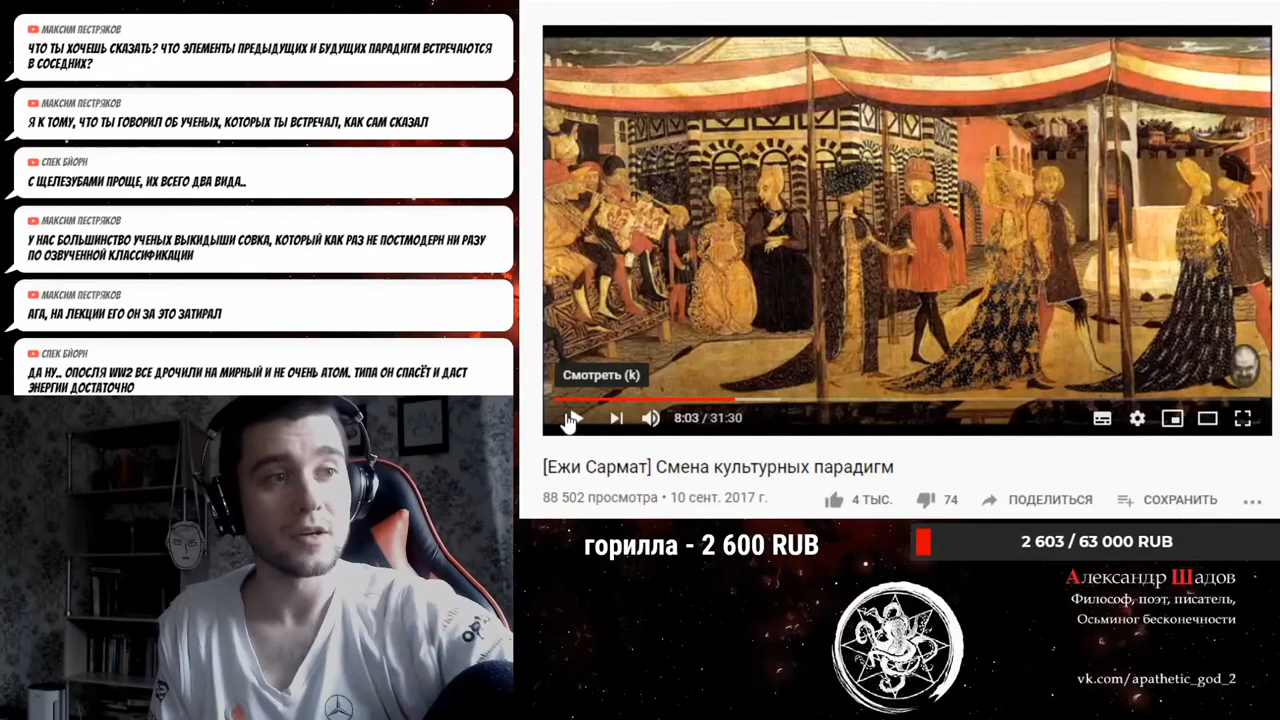 МАКСИМ ПЕСТРЯКОВ
ЧТО ТЫ ХОЧЕШЬ СКАЗАТЬ? ЧТО ЭЛЕМЕНТЫ ПРЕДЫДУЩИХ И БУДУЩИХ ПАРАДИГМ ВСТРЕЧАЮТСЯ
В СОСЕДНИХ?
МАКСИМ ПЕСТРЯКОВ
Я К ТОМУ, ЧТО ТЫ ГОВОРИЛ ОБ УЧЕНЫХ, КОТОРЫХ ТЫ ВСТРЕЧАЛ, КАК САМ СКАЗАЛ
СПЕК БЙОРН
С ЩЕЛЕЗУБАМИ ПРОЩЕ, ИХ ВСЕГО ДВА ВИДА..
МАКСИМ ПЕСТРЯКОВ
У НАС БОЛЬШИНСТВО УЧЕНЫХ ВЫКИДЫШИ СОВКА, КОТОРЫЙ КАК РАЗ НЕ ПОСТМОДЕРН НИ РАЗУ
ПО ОЗВУЧЕННОЙ КЛАССИФИКАЦИИ
МАКСИМ ПЕСТРЯКОВ
АГА, НА ЛЕКЦИИ ЕГО ОН ЗА ЭТО ЗАТИРАЛ
СПЕК БЙОРН
ДА НУ.. ОПОСЛЯ WW2 ВСЕ ДРОЧИЛИ НА МИРНЫЙ И НЕ ОЧЕНЬ АТОМ. ТИПА ОН СПАСЁТ И ДАСТ
ЭНЕРГИИ ДОСТАТОЧНО
Смотреть (k)
8:03 / 31:30
[Ежи Сармат] Смена культурных парадигм
88 502 просмотра • 10 сент. 2017 г.
4 ТЫС.
74
ПОДЕЛИТЬСЯ
СОХРАНИТЬ
горилла - 2 600 RUB
2 603 / 63 000 RUB
Александр Шадов
Философ, поэт, писатель,
Осьминог бесконечности
vk.com/apathetic_god_2